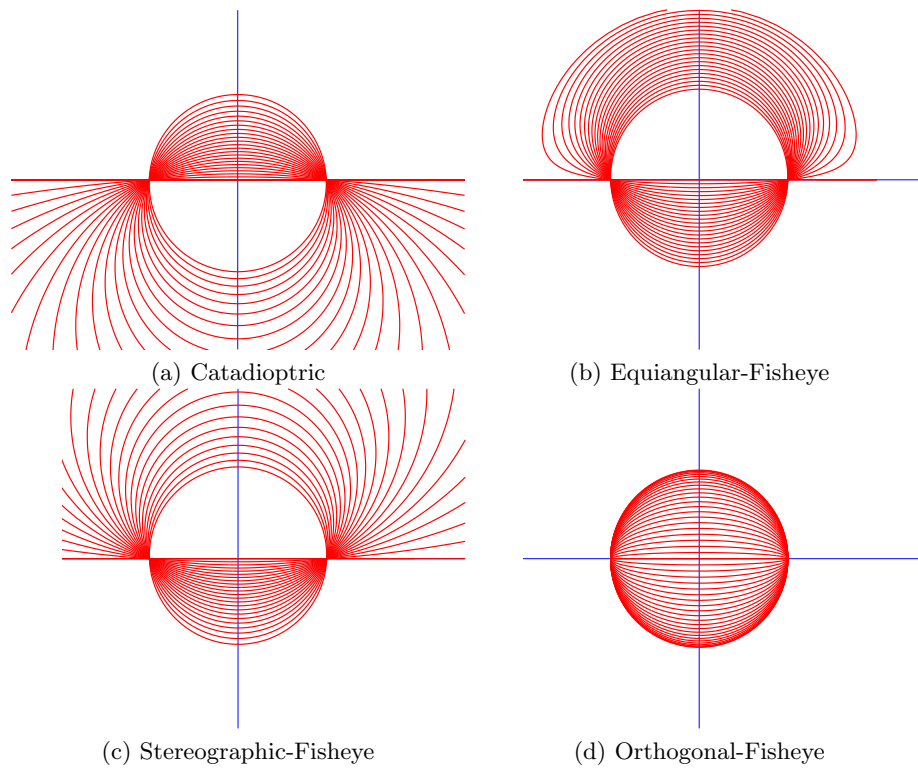 (a) Catadioptric
(b) Equiangular-Fisheye
(c) Stereographic-Fisheye
(d) Orthogonal-Fisheye